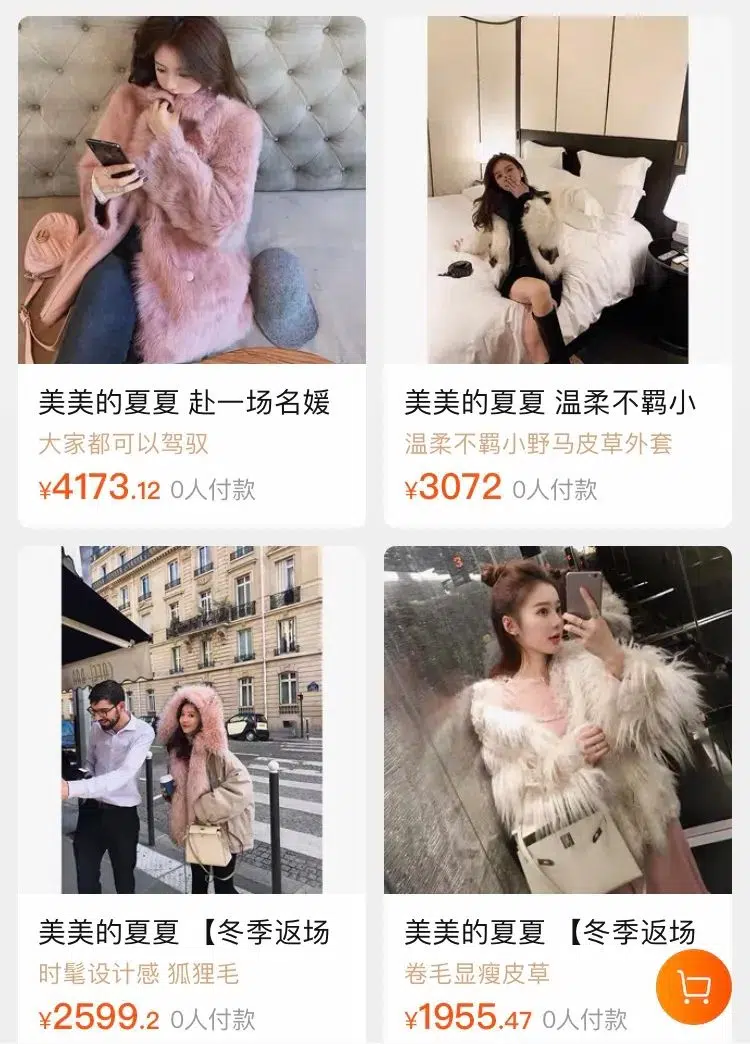 美美的夏夏 赴一场名媛
大家都可以驾驭
¥4173.12 0人付款
美美的夏夏 温柔不羁小
温柔不羁小野马皮草外套
¥3072 0人付款
3
美美的夏夏 【冬季返场
时髦设计感 狐狸毛
¥2599.2 0人付款
美美的夏夏 【冬季返场
卷毛显瘦皮草
¥1955.47 0人付款